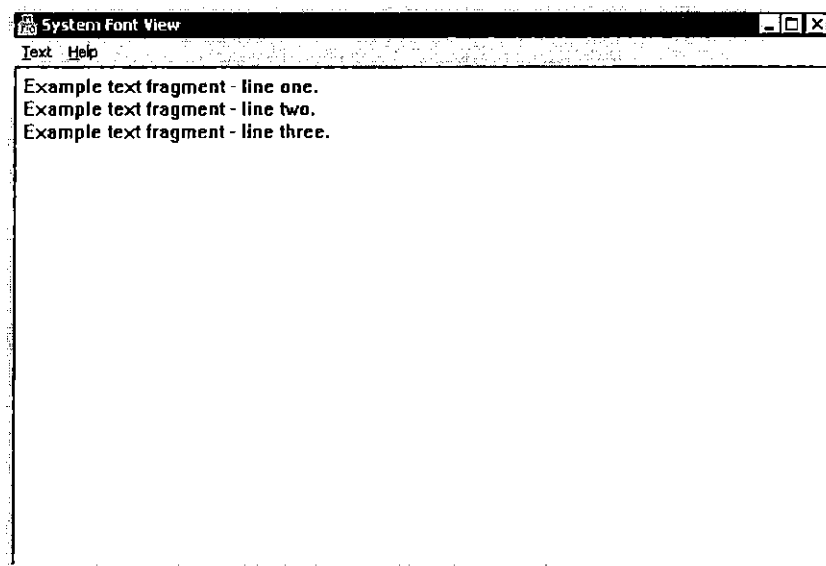 System Font View
Text Help
Example text fragment - line one.
Example text fragment - line two.
Example text fragment - line three.